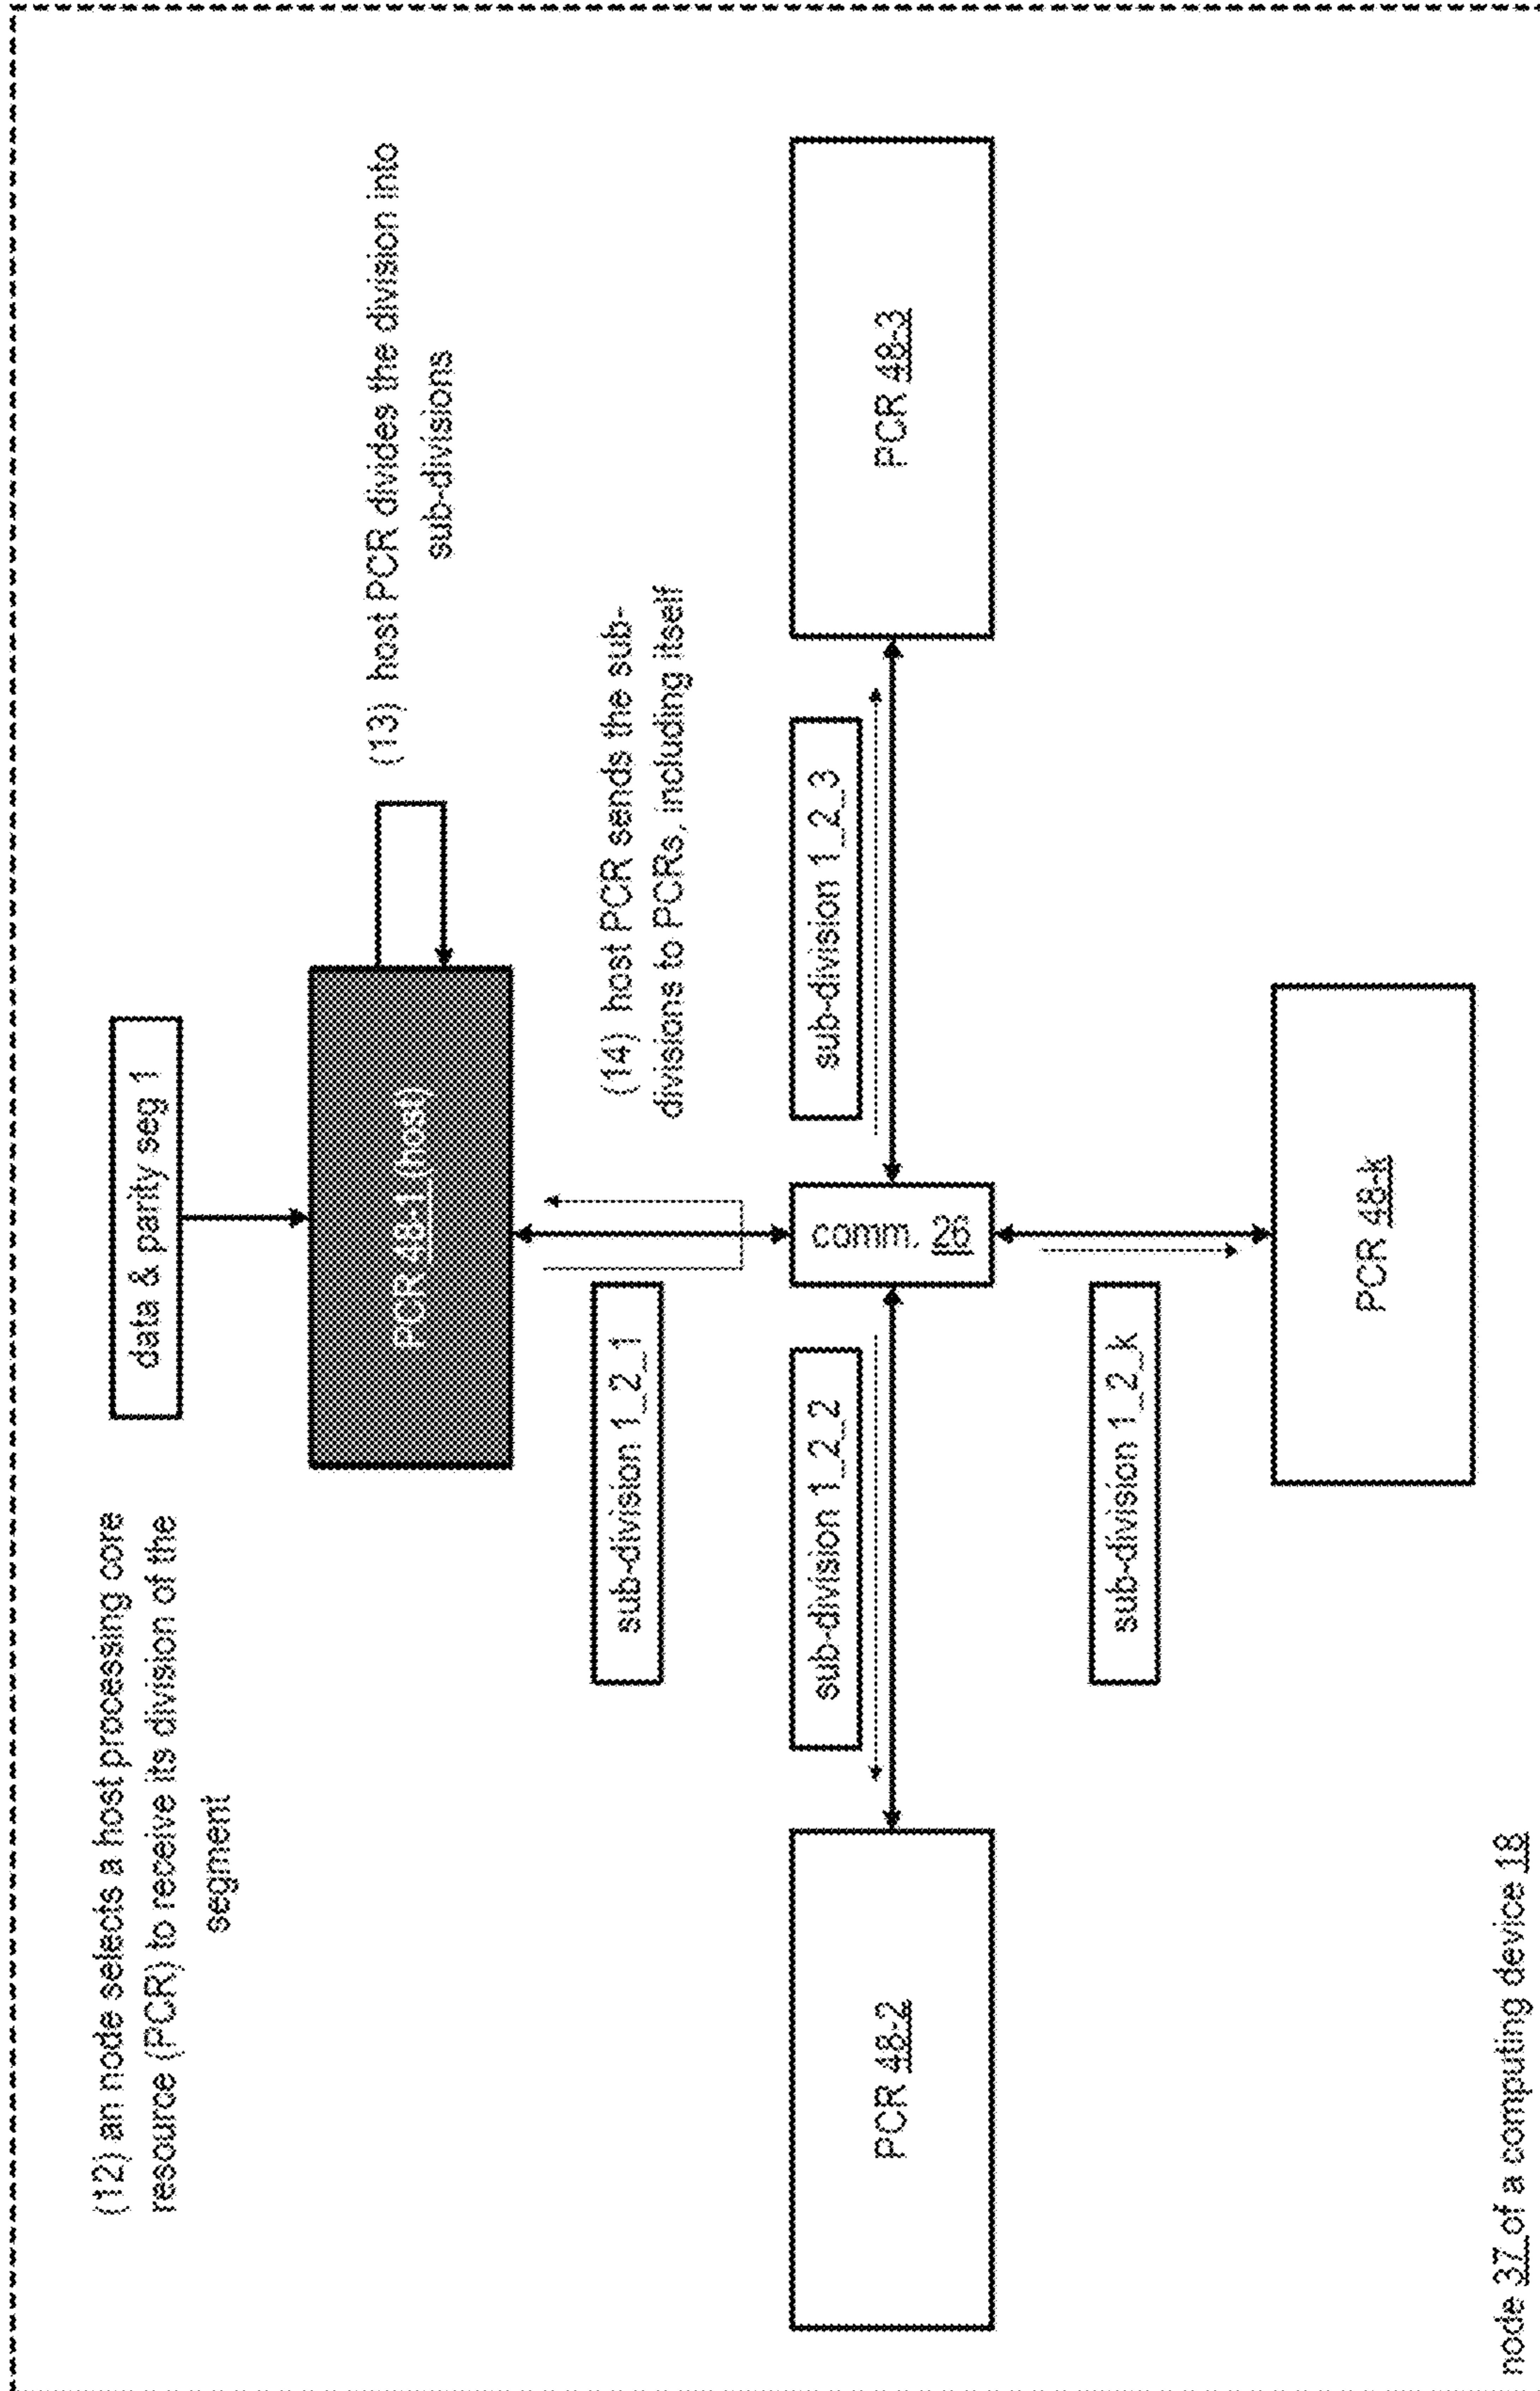 (12) an node selects a host processing core
resource (PCR) to receive its division of the
segment
data & parity seg 1
PCR 48-1 (host)
(13) host PCR divides the division into
sub-divisions
(14) host PCR sends the sub-
divisions to PCRs, including itself
sub-division 1_2_1
sub-division 1_2_2
sub-division 1_2_3
PCR 48-2
comm. 26
PCR 48-3
sub-division 1_2_k
PCR 48-k
node 37 of a computing device 18